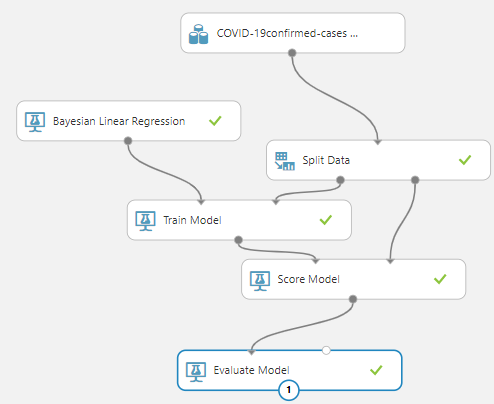 COVID-19confirmed-cases ...
Bayesian Linear Regression
Split Data
Train Model
Score Model
Evaluate Model
1